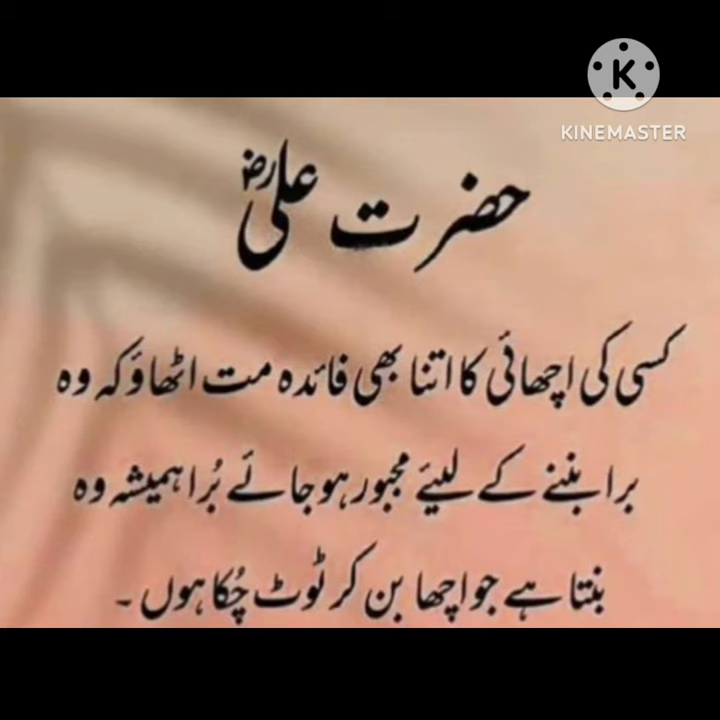 KINEMASTER
حضرت علیؓ
کسی کی اچھائی کا اتنا بھی فائدہ مت اٹھاؤ کہ وہ
برا بننے کے لیئے مجبور ہو جائے بُرا ہمیشہ وہ
بنتا ہے جو اچھا بن کر ٹوٹ چُکا ہوں ۔